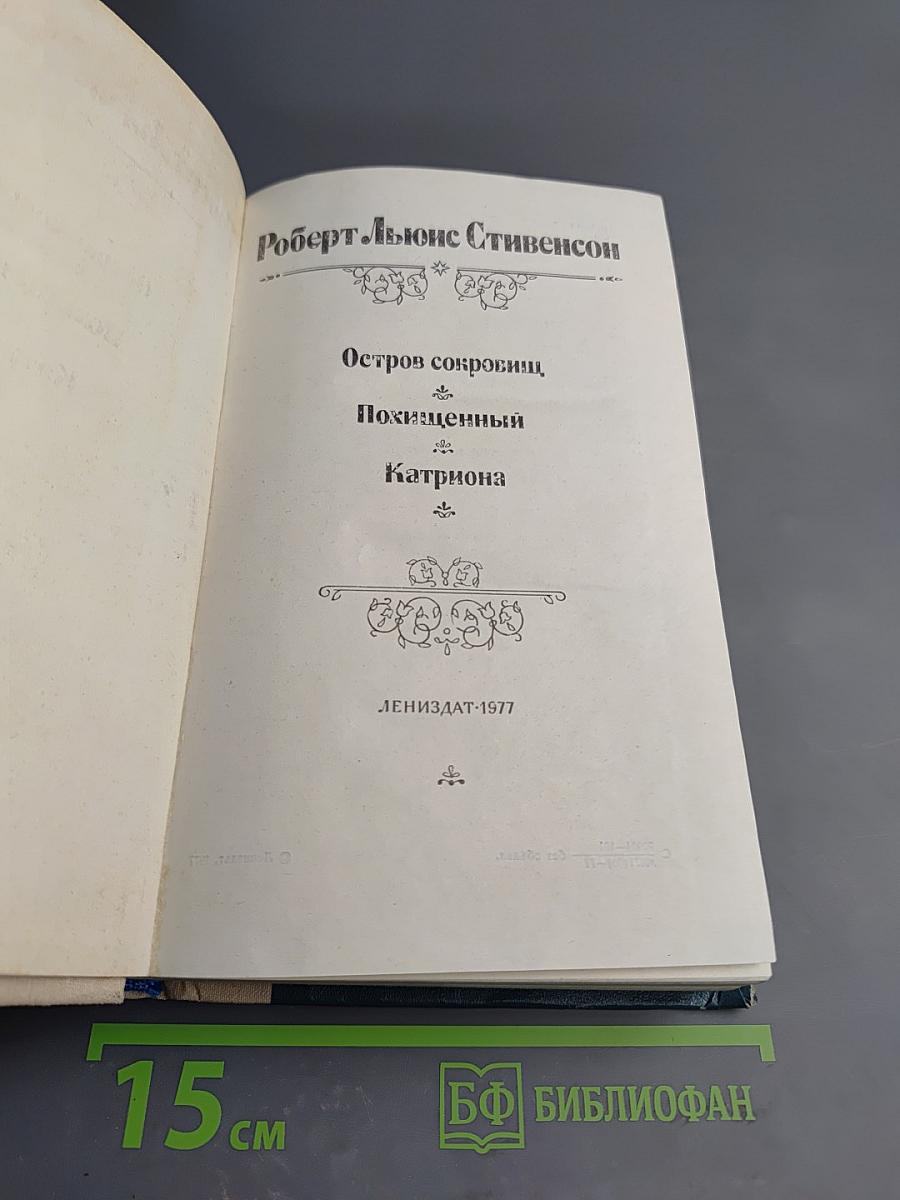 Роберт Льюис Стивенсон
Остров сокровищ
Похищенный
Катриона
ЛЕНИЗДАТ·1977
15 см
БФ БИБЛИОФАН